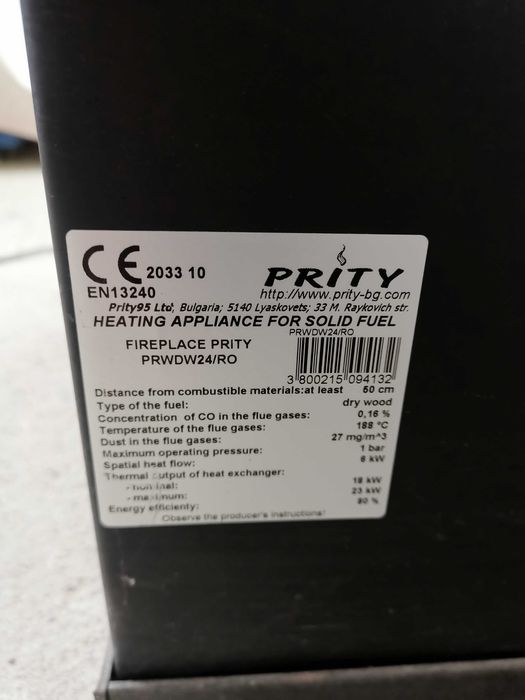 CE 2033 10
EN13240
PRITY
http://www.prity-bg.com
Prity95 Ltd; Bulgaria; 5140 Lyaskovets; 33 M. Raykovich str.
HEATING APPLIANCE FOR SOLID FUEL
FIREPLACE PRITY
PRWDW24/RO
PRWDW24/RO
3 800215 094132
Distance from combustible materials:at least 50 cm
Type of the fuel: dry wood
Concentration of CO in the flue gases: 0,16 %
Temperature of the flue gases: 188 °C
Dust in the flue gases: 27 mg/m^3
Maximum operating pressure: 1 bar
Spatial heat flow: 6 kW
Thermal output of heat exchanger:
- nominal: 18 kW
- maximum: 23 kW
Energy efficienty: 80 %
Observe the producer's instructions!